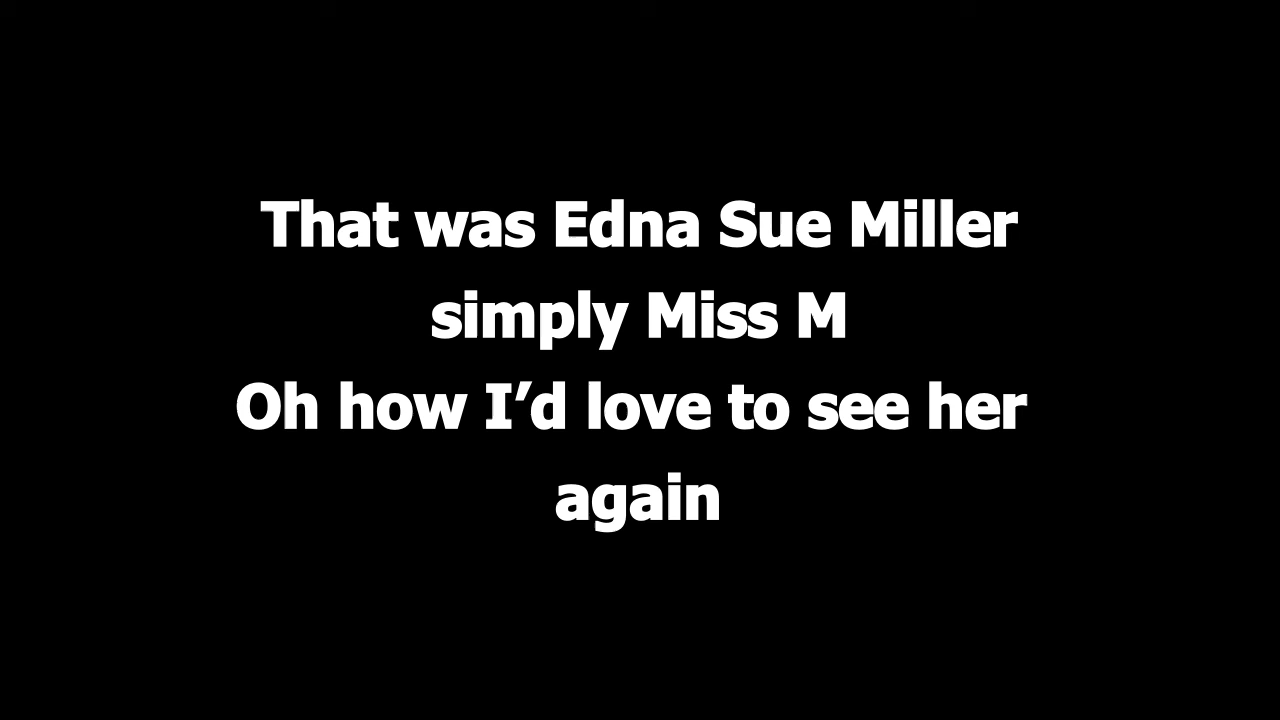 That was Edna Sue Miller
simply Miss M
Oh how I’d love to see her
again